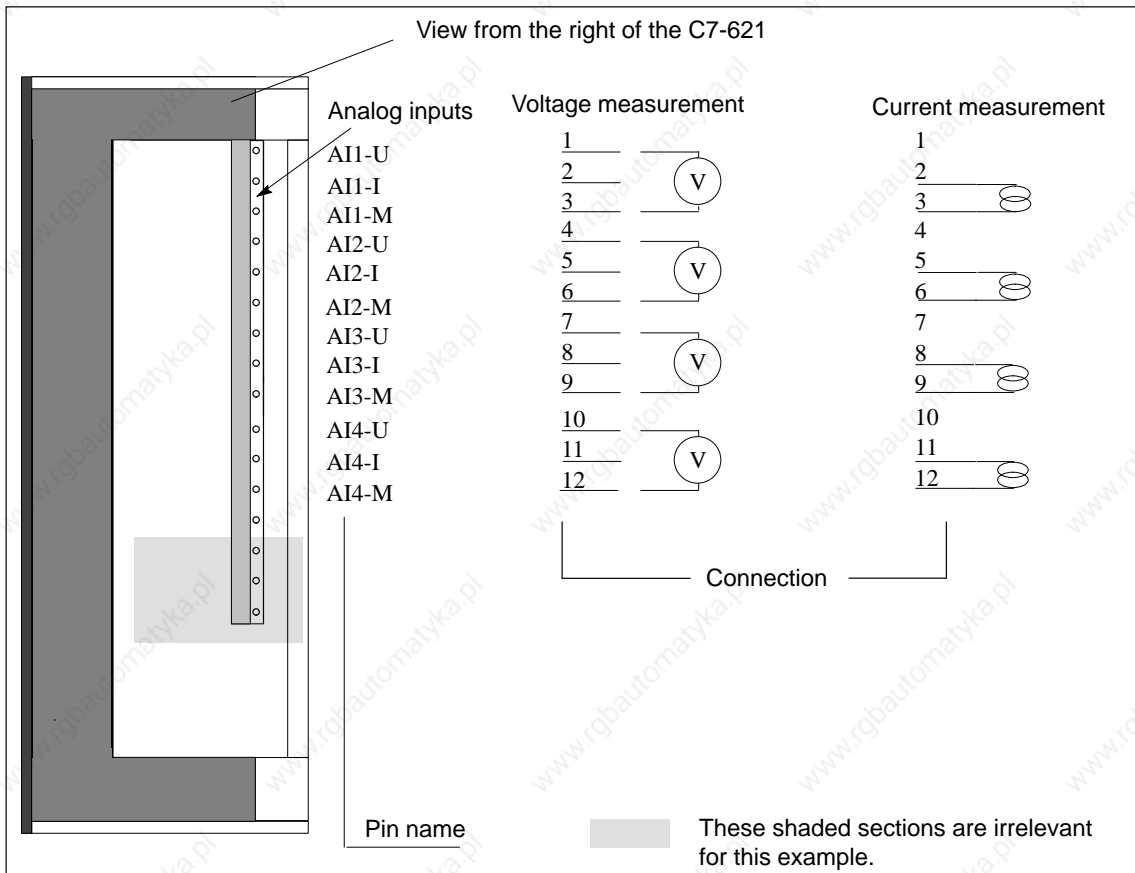 View from the right of the C7-621
Analog inputs
Voltage measurement
Current measurement
AI1-U
AI1-I
AI1-M
AI2-U
AI2-I
AI2-M
AI3-U
AI3-I
AI3-M
AI4-U
AI4-I
AI4-M
1
2
3
4
5
6
7
8
9
10
11
12
V
V
V
V
1
2
3
4
5
6
7
8
9
10
11
12
Connection
Pin name
These shaded sections are irrelevant
for this example.
www.rgbautomatyka.pl